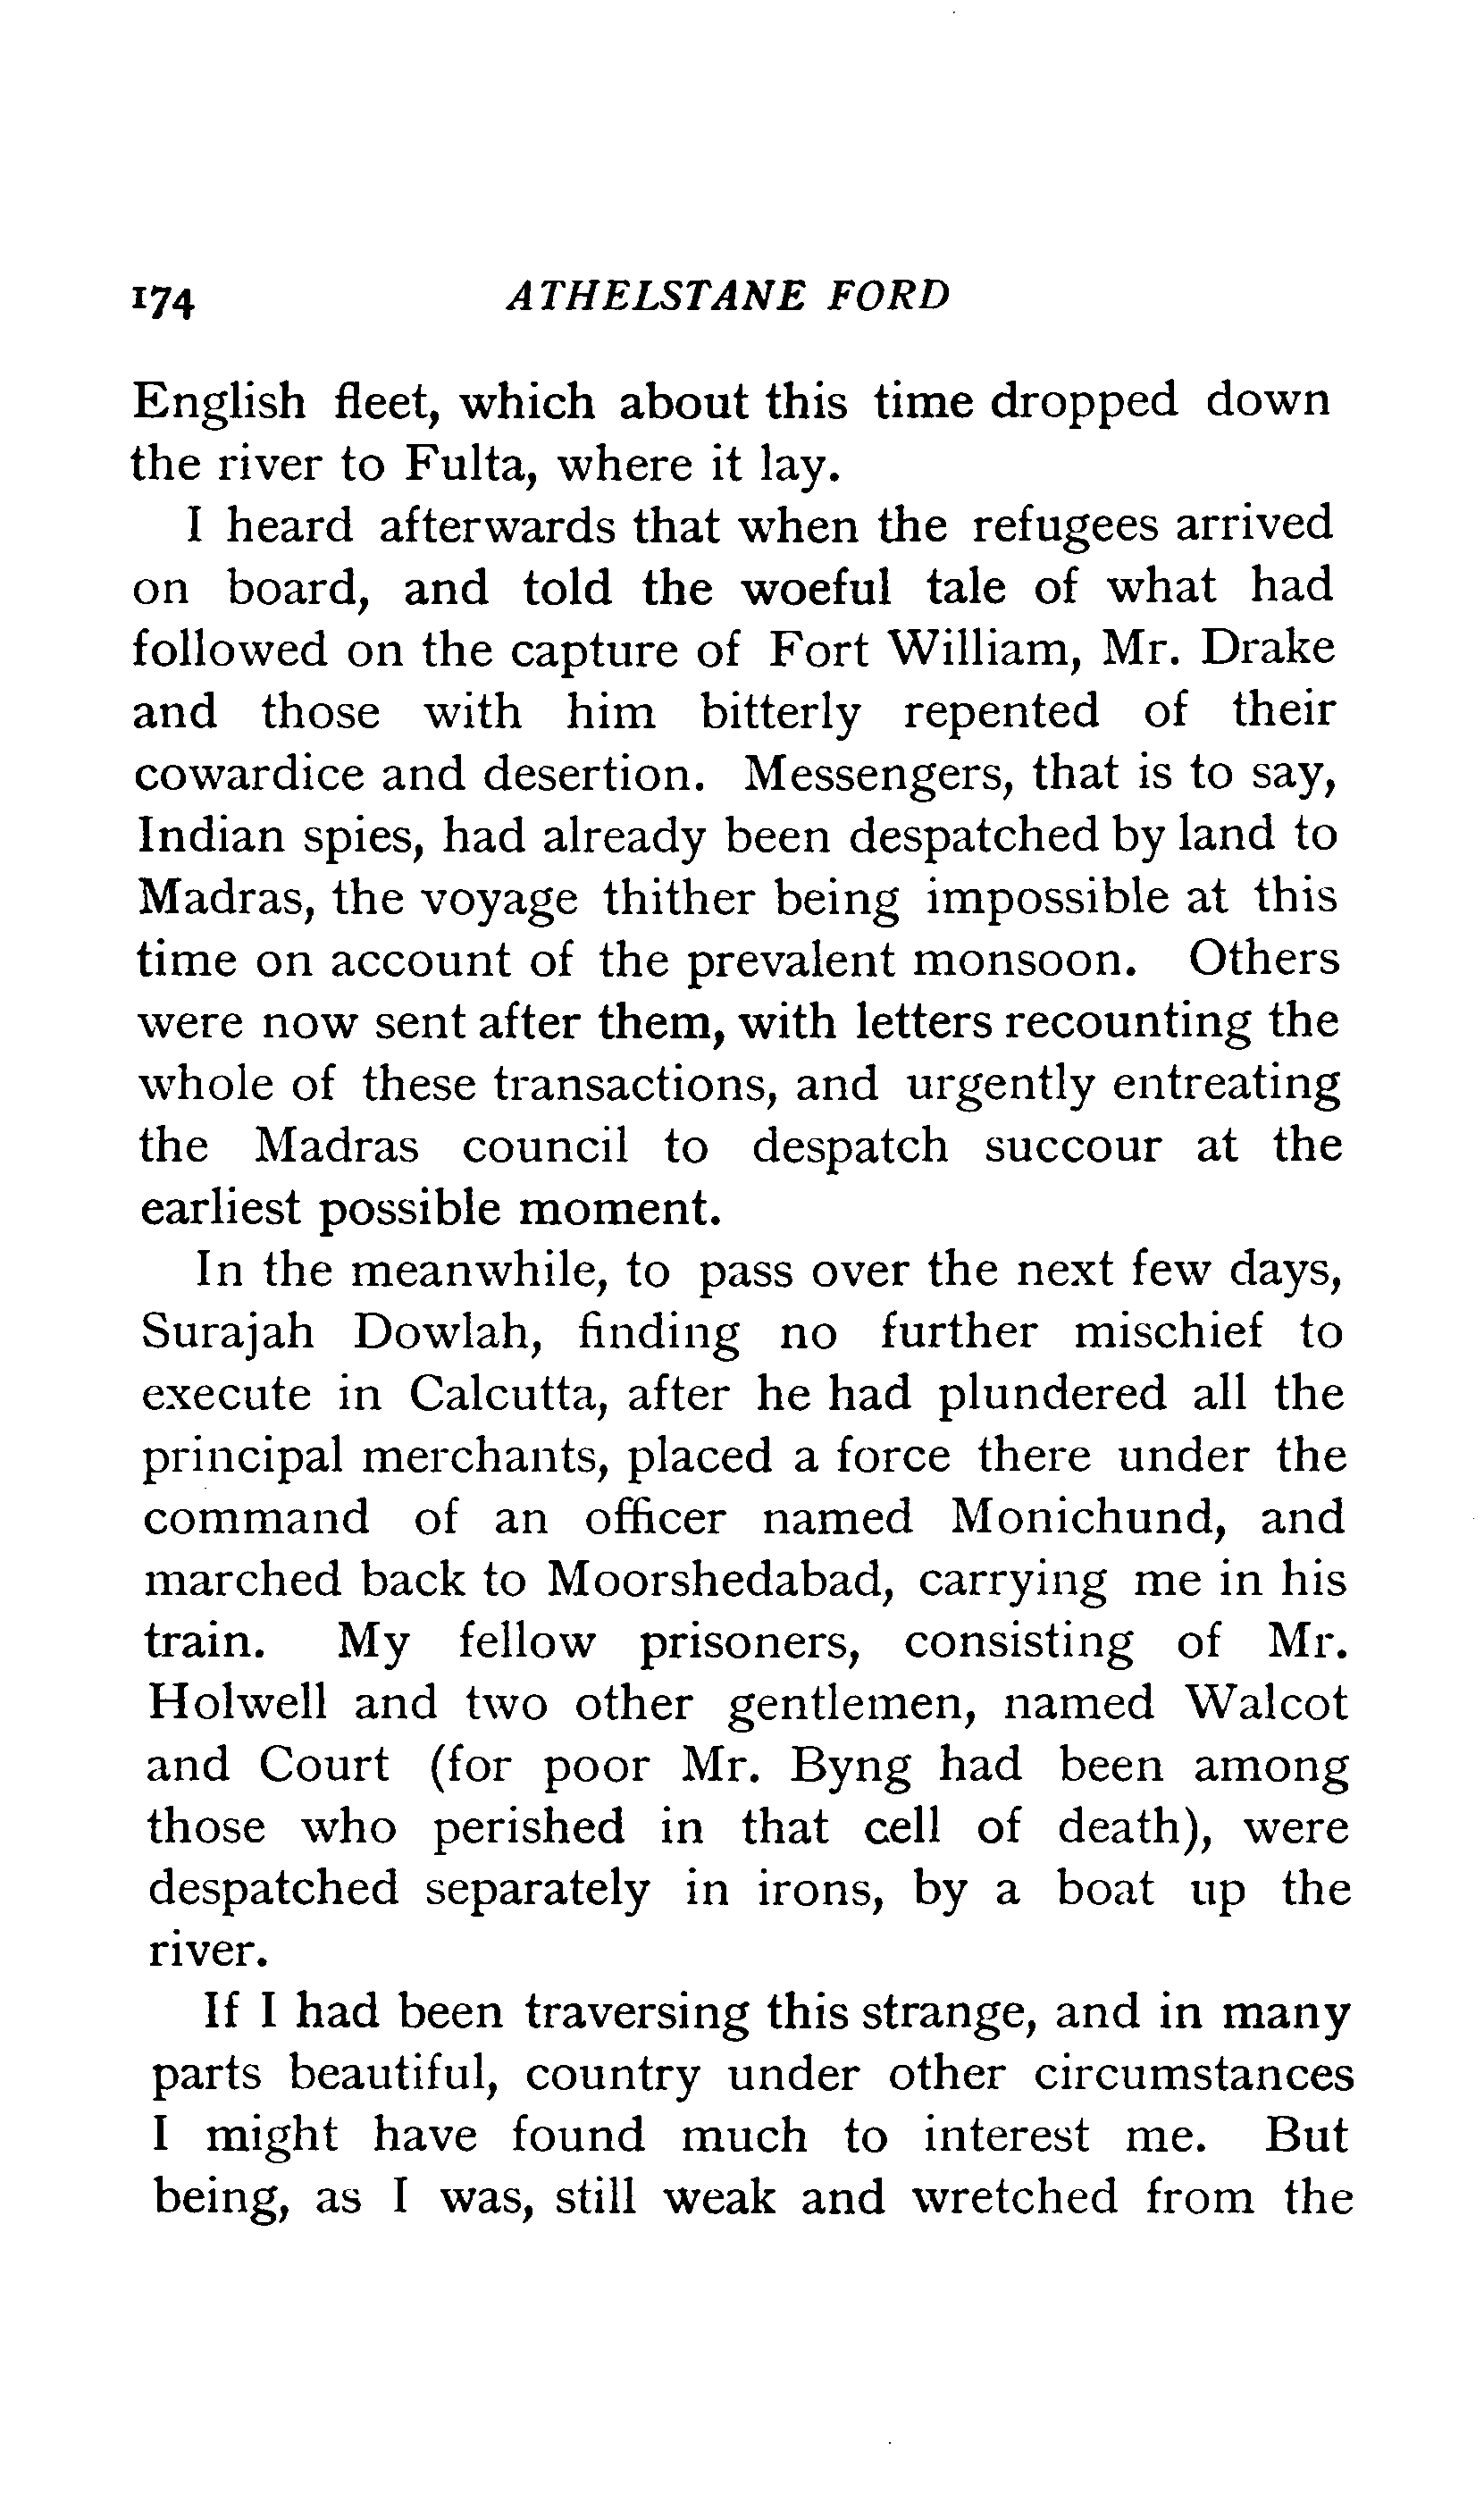 174 ATHELSTANE FORD
English fleet, which about this time dropped down
the river to Fulta, where it lay.
I heard afterwards that when the refugees arrived
on board, and told the woeful tale of what had
followed on the capture of Fort William, Mr. Drake
and those with him bitterly repented of their
cowardice and desertion. Messengers, that is to say,
Indian spies, had already been despatched by land to
Madras, the voyage thither being impossible at this
time on account of the prevalent monsoon. Others
were now sent after them, with letters recounting the
whole of these transactions, and urgently entreating
the Madras council to despatch succour at the
earliest possible moment.
In the meanwhile, to pass over the next few days,
Surajah Dowlah, finding no further mischief to
execute in Calcutta, after he had plundered all the
principal merchants, placed a force there under the
command of an officer named Monichund, and
marched back to Moorshedabad, carrying me in his
train. My fellow prisoners, consisting of Mr.
Holwell and two other gentlemen, named Walcot
and Court (for poor Mr. Byng had been among
those who perished in that cell of death), were
despatched separately in irons, by a boat up the
river.
If I had been traversing this strange, and in many
parts beautiful, country under other circumstances
I might have found much to interest me. But
being, as I was, still weak and wretched from the